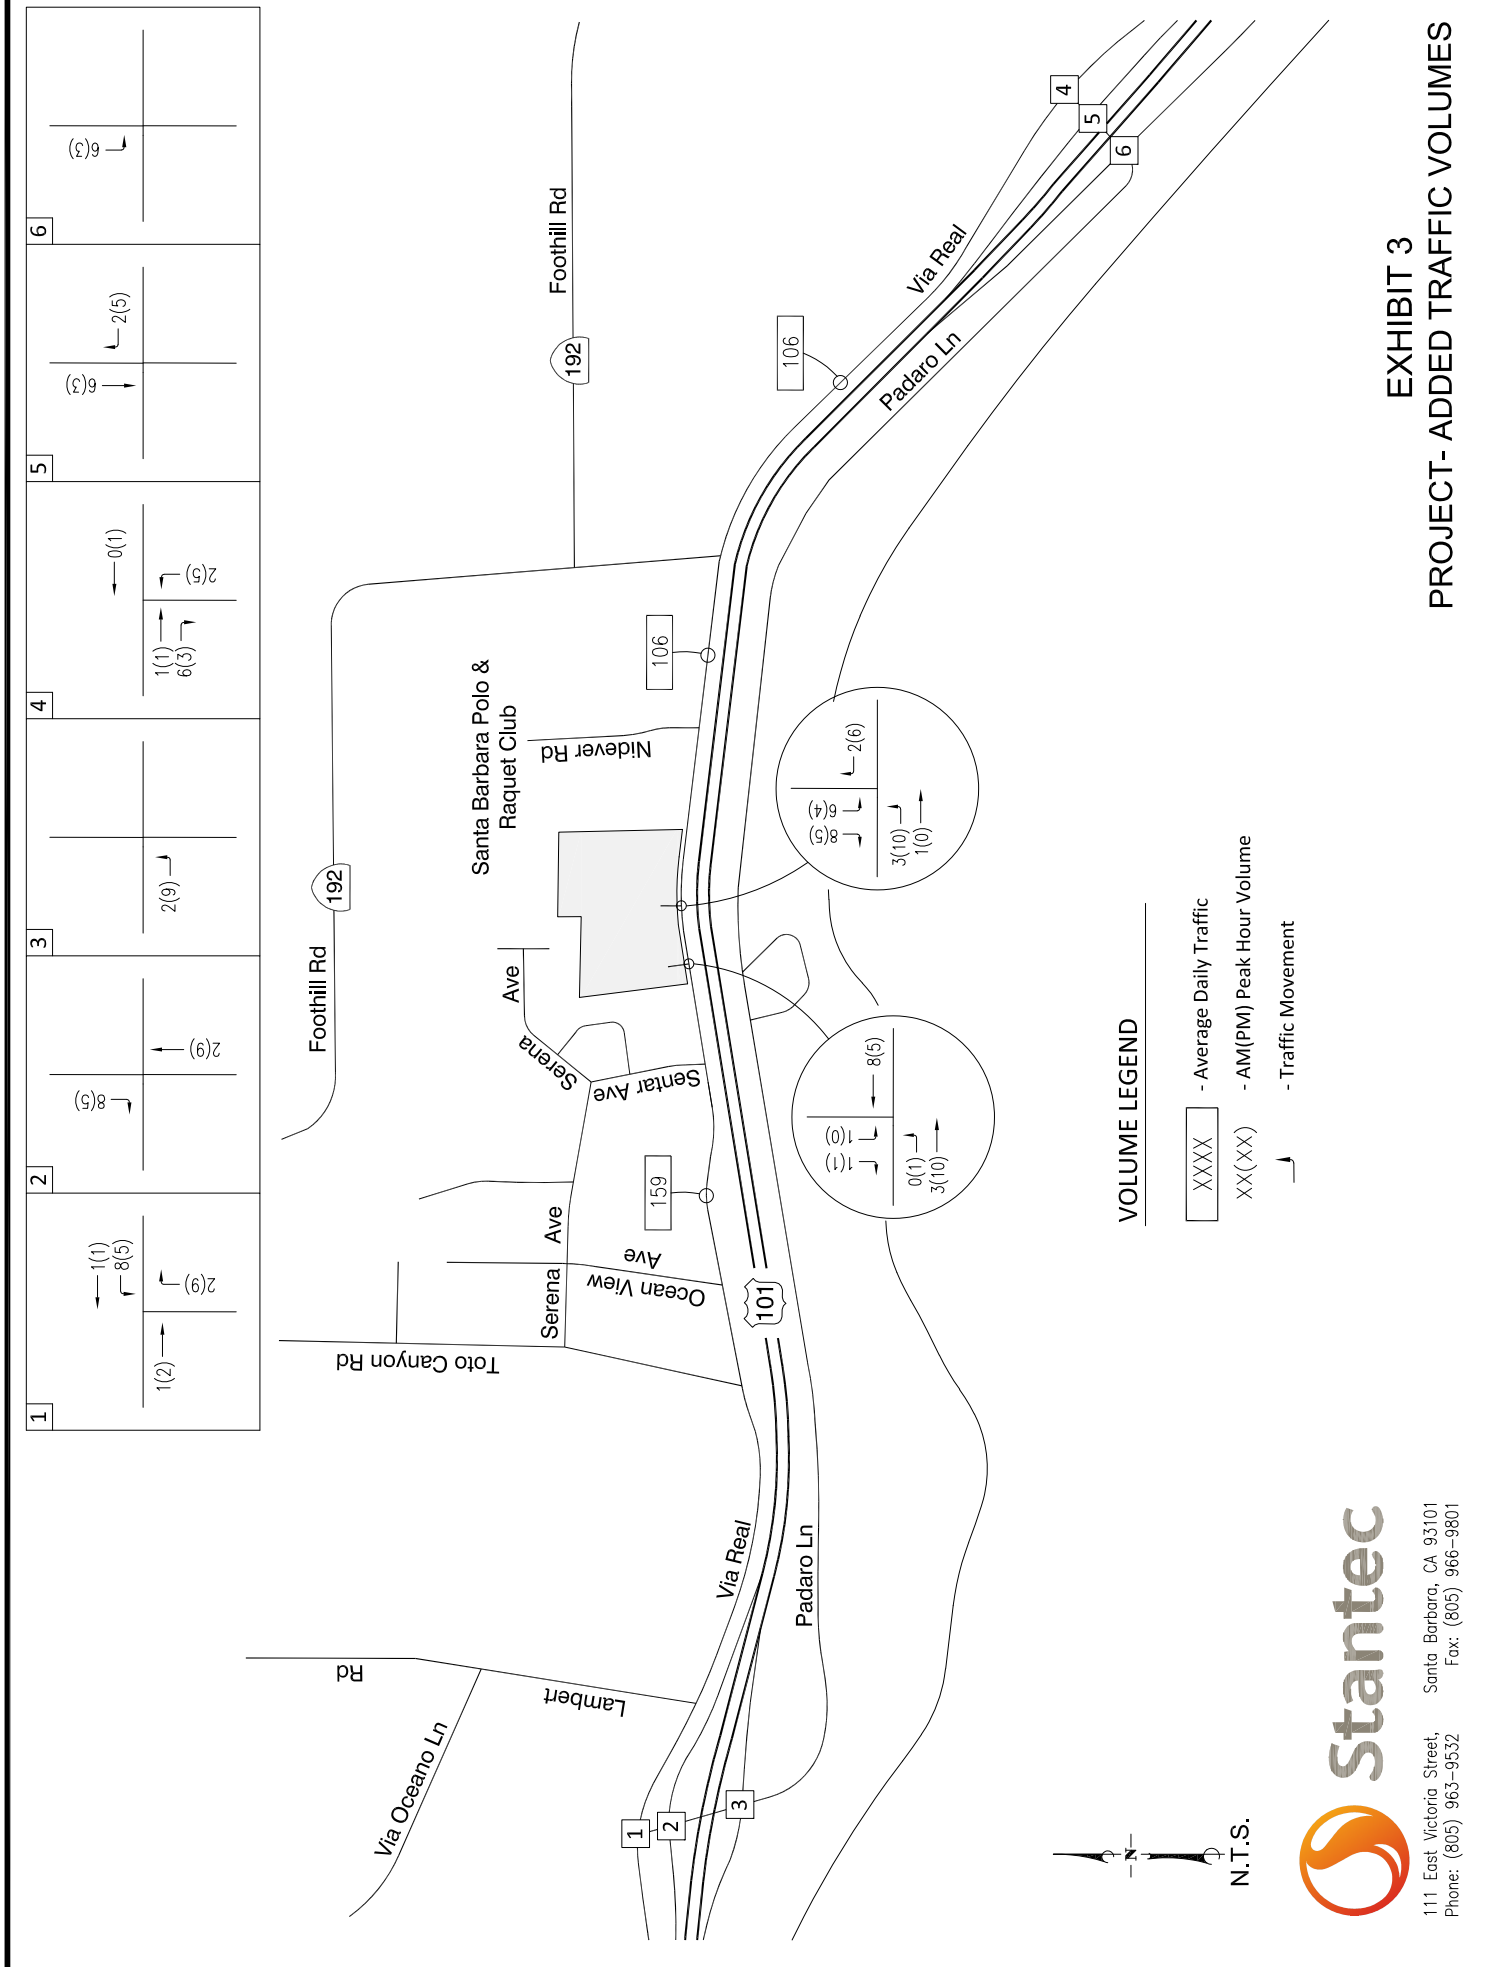 1
1(1)
8(5)
1(2)
2(9)
2
8(5)
2(9)
3
2(9)
4
0(1)
1(1)
6(3)
2(5)
5
6(3)
2(5)
6
6(3)
Foothill Rd
192
Foothill Rd
192
Santa Barbara Polo &
Raquet Club
Nidever Rd
106
106
159
Serena
Ave
Sentar Ave
Serena
Ave
Ocean View
Ave
Toto Canyon Rd
101
Via Real
Padaro Ln
Via Real
Padaro Ln
Lambert
Rd
Via Oceano Ln
1
2
3
4
5
6
1(1)
1(0)
8(5)
0(1)
3(10)
8(5)
6(4)
2(6)
3(10)
1(0)
VOLUME LEGEND
XXXX - Average Daily Traffic
XX(XX) - AM(PM) Peak Hour Volume
- Traffic Movement
N
N.T.S.
Stantec
111 East Victoria Street, Santa Barbara, CA 93101
Phone: (805) 963-9532 Fax: (805) 966-9801
EXHIBIT 3
PROJECT- ADDED TRAFFIC VOLUMES